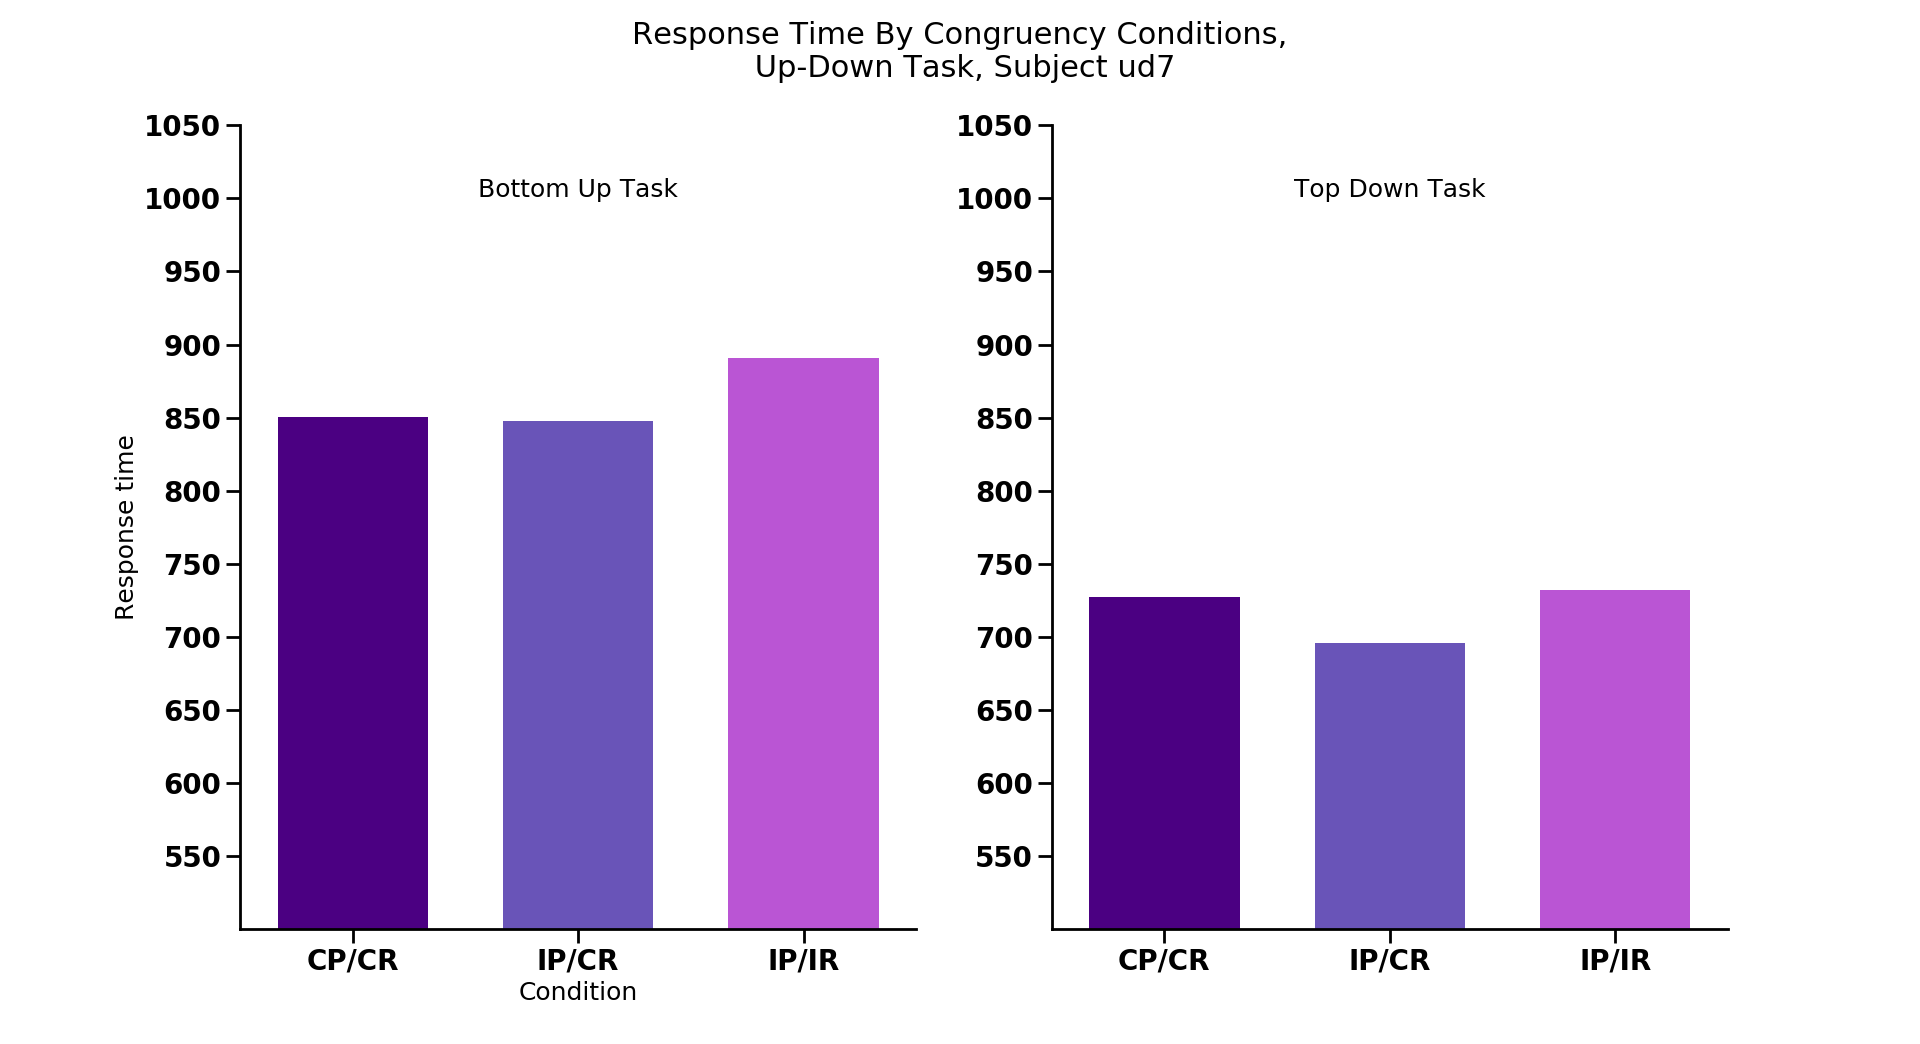 Response Time By Congruency Conditions,
Up-Down Task, Subject ud7
Bottom Up Task
1050
1000
950
900
850
800
750
700
650
600
550
Response time
CP/CR
IP/CR
IP/IR
Condition
Top Down Task
1050
1000
950
900
850
800
750
700
650
600
550
CP/CR
IP/CR
IP/IR